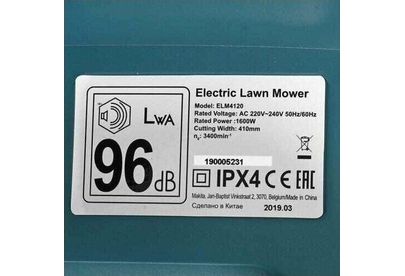 Electric Lawn Mower
Model: ELM4120
Rated Voltage: AC 220V~240V 50Hz/60Hz
Rated Power :1600W
Cutting Width: 410mm
n₀: 3400min⁻¹
LWA
96 dB
190005231
IPX4 CE EAC
Makita, Jan-Baptist Vinkstraat 2, 3070, Belgium/Made in China
Сделано в Китае 2019.03